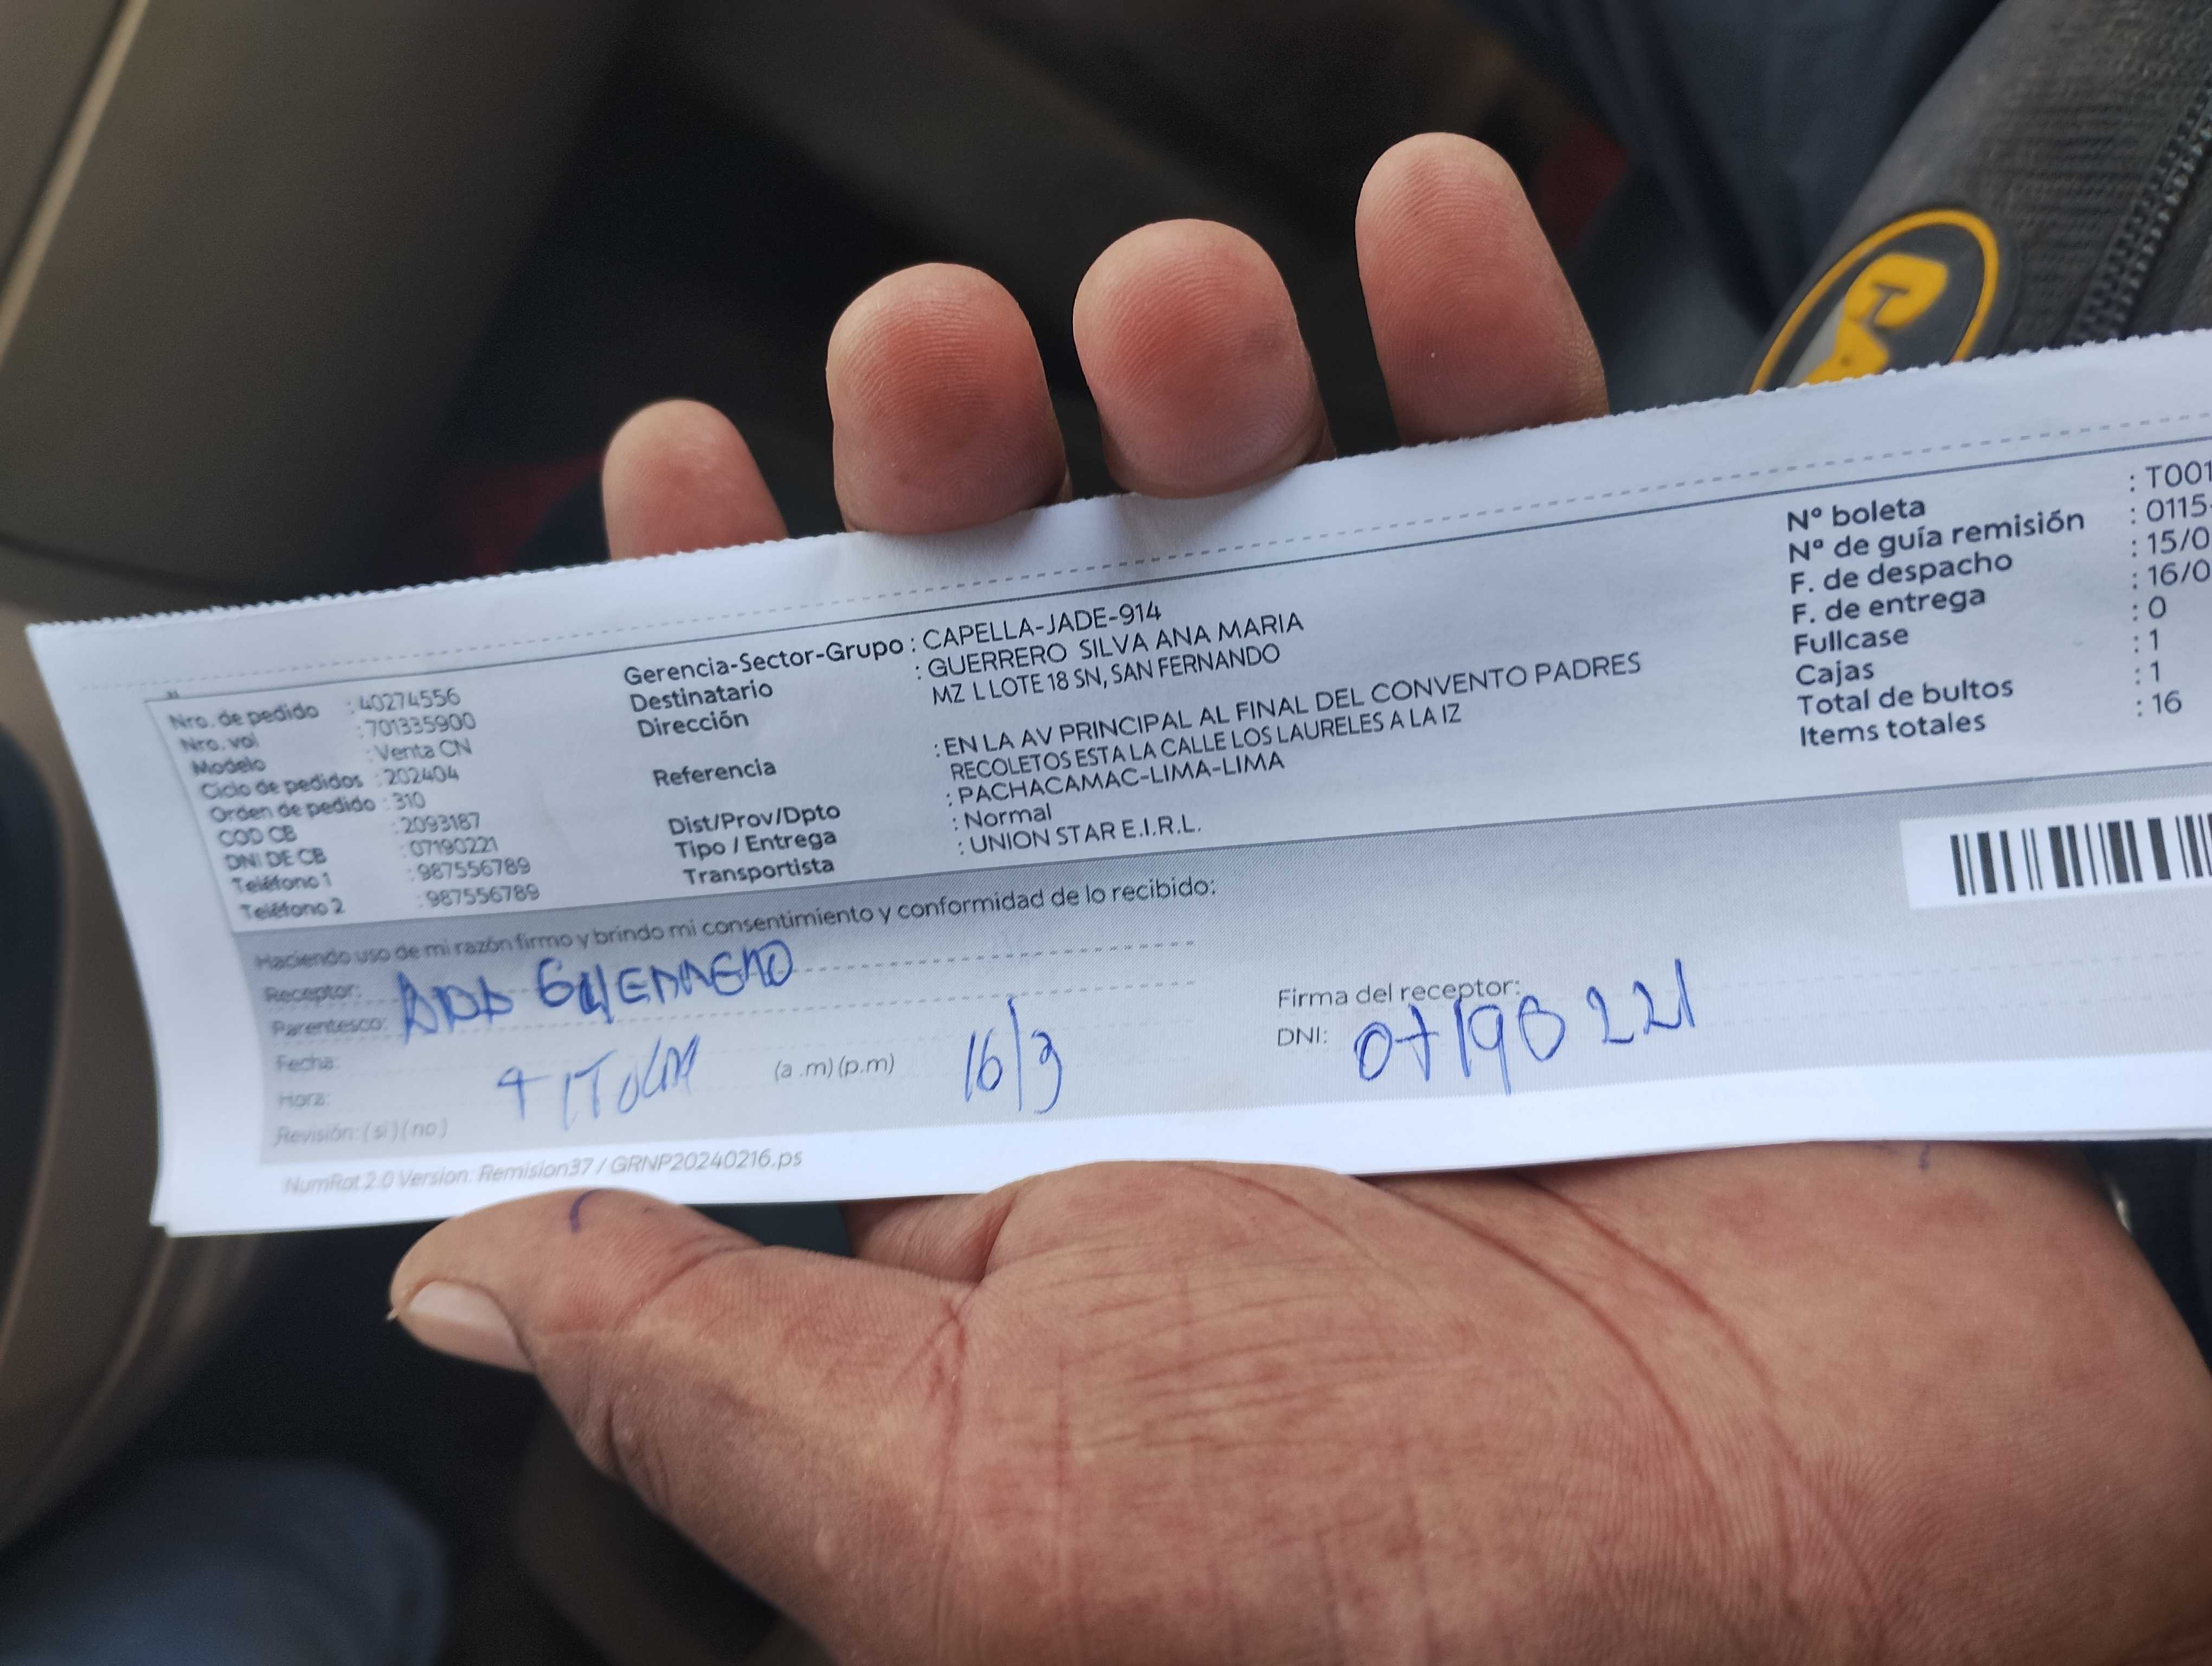 Nro. de pedido : 40274556
Nro. vol : 701335900
Modelo : Venta CN
Ciclo de pedidos : 202404
Orden de pedido : 310
COD CB : 2093187
DNI DE CB : 07190221
Teléfono 1 : 987556789
Teléfono 2 : 987556789
Gerencia-Sector-Grupo : CAPELLA-JADE-914
Destinatario : GUERRERO SILVA ANA MARIA
Dirección MZ L LOTE 18 SN, SAN FERNANDO
Referencia : EN LA AV PRINCIPAL AL FINAL DEL CONVENTO PADRES
RECOLETOS ESTA LA CALLE LOS LAURELES A LA IZ
Dist/Prov/Dpto : PACHACAMAC-LIMA-LIMA
Tipo / Entrega : Normal
Transportista : UNION STAR E.I.R.L.
Nº boleta : T001
Nº de guía remisión : 0115-
F. de despacho : 15/0
F. de entrega : 16/0
Fullcase : 0
Cajas : 1
Total de bultos : 1
Items totales : 16
Haciendo uso de mi razón firmo y brindo mi consentimiento y conformidad de lo recibido:
Receptor: ANA GUERRERO
Parentesco:
Fecha:
Hora: TITULAR (a.m)(p.m) 16/3
Revisión: (si)(no)
Firma del receptor:
DNI: 07190221
NumRot 2.0 Version: Remision37 / GRNP20240216.ps